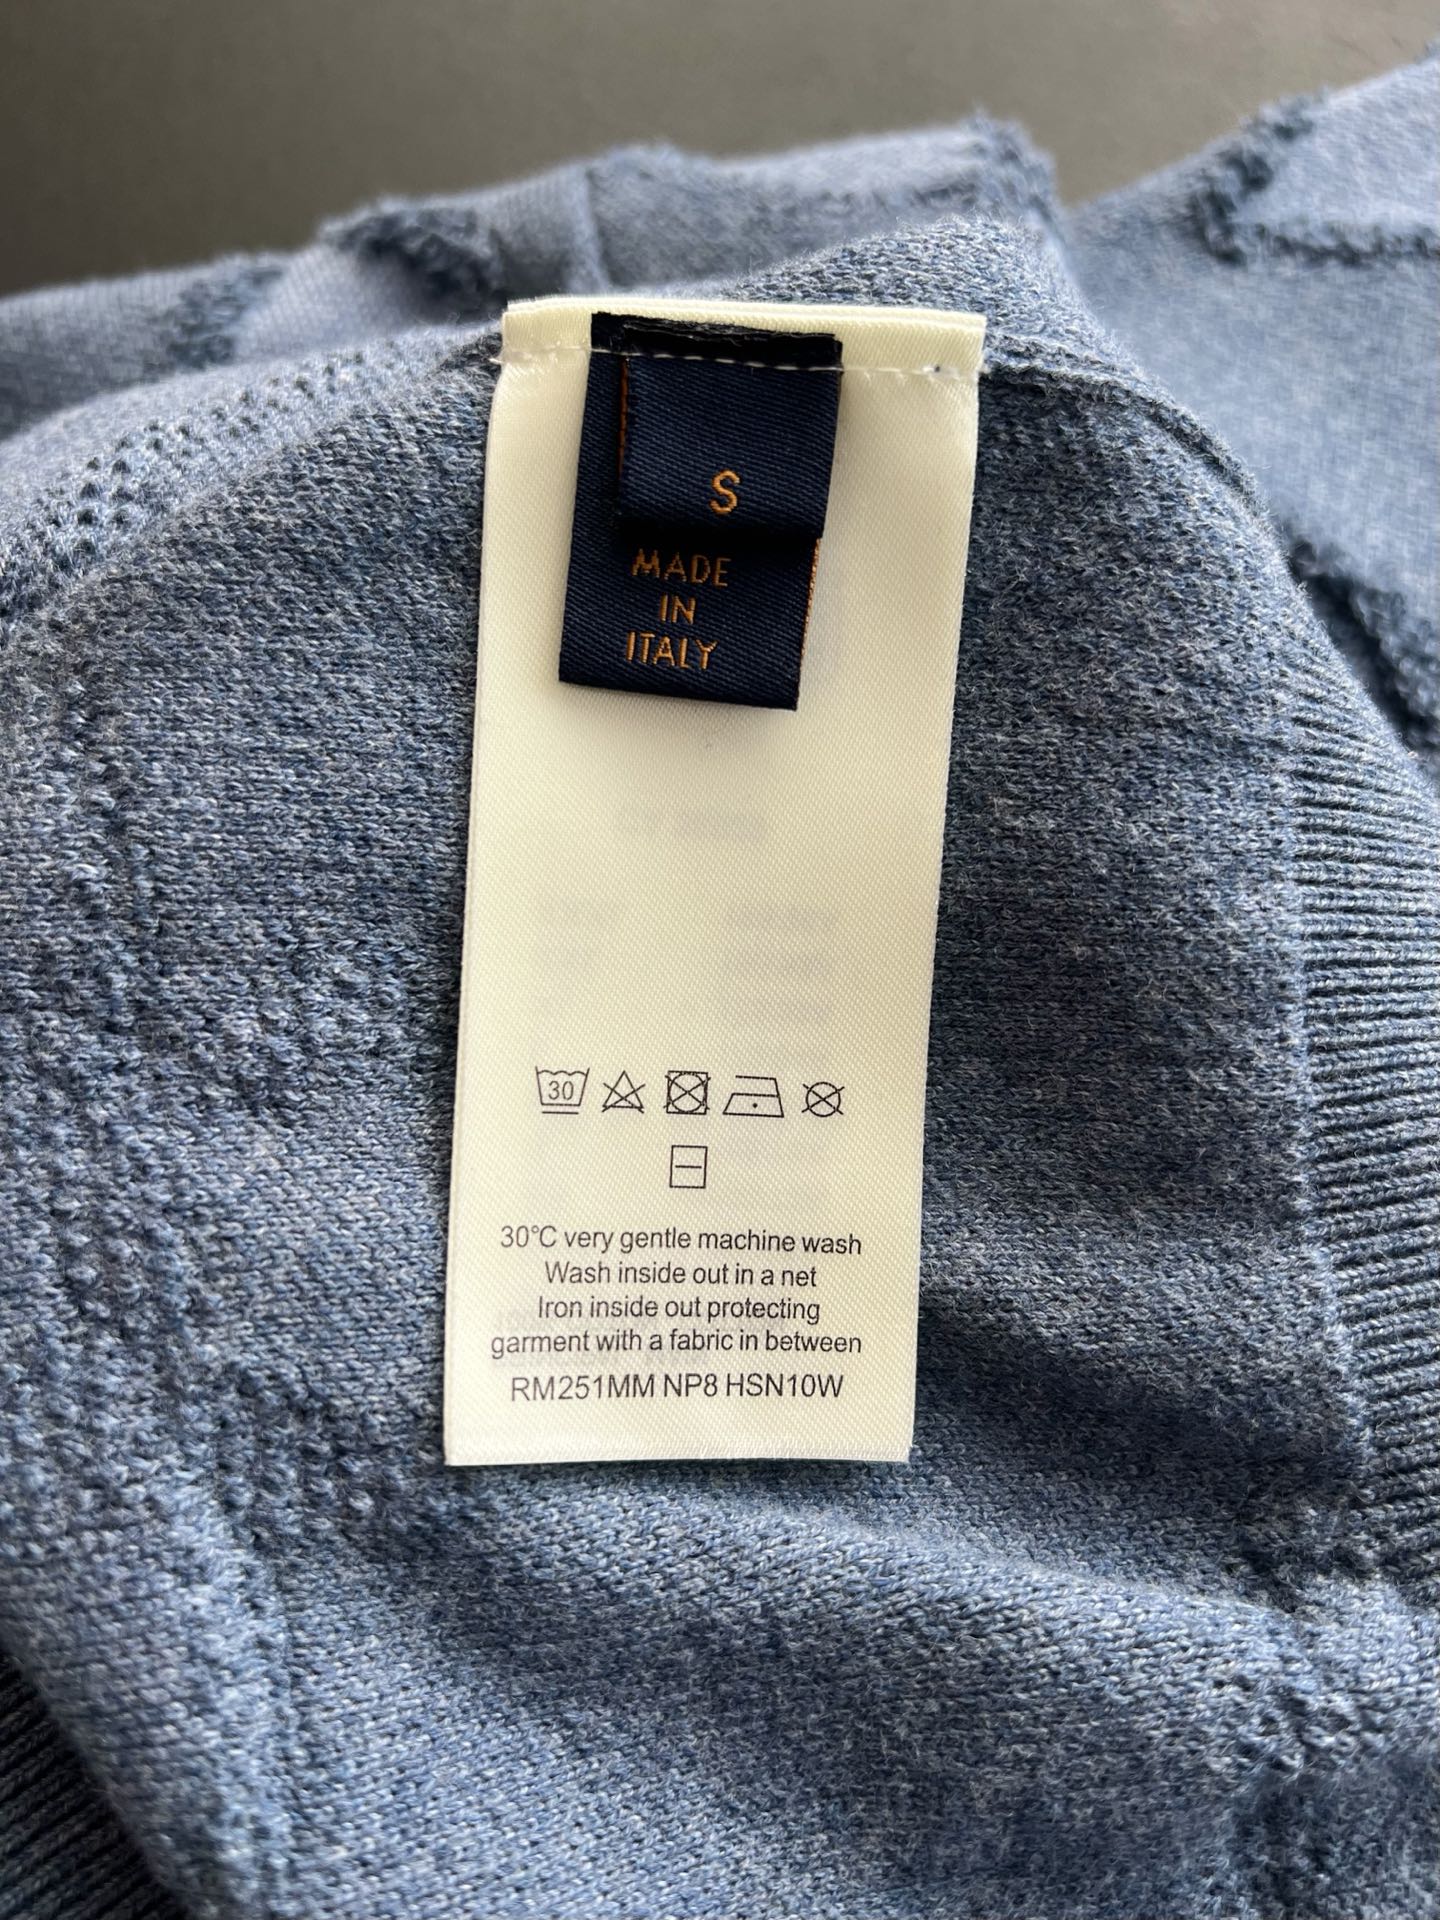 S
MADE
IN
ITALY
30
30°C very gentle machine wash
Wash inside out in a net
Iron inside out protecting
garment with a fabric in between
RM251MM NP8 HSN10W